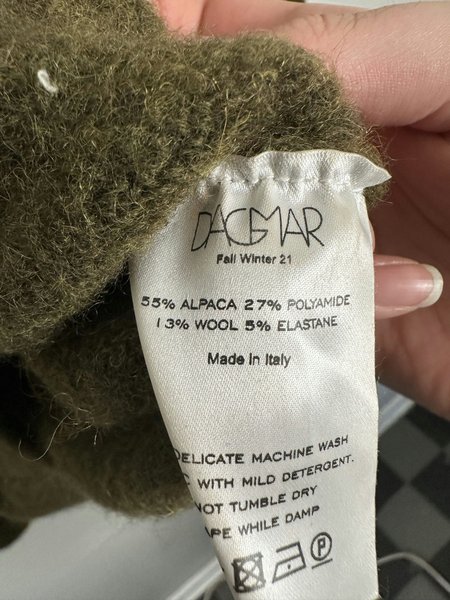 DAGMAR
Fall Winter 21
55% ALPACA 27% POLYAMIDE
13% WOOL 5% ELASTANE
Made in Italy
DELICATE MACHINE WASH
C WITH MILD DETERGENT.
NOT TUMBLE DRY
APE WHILE DAMP
P